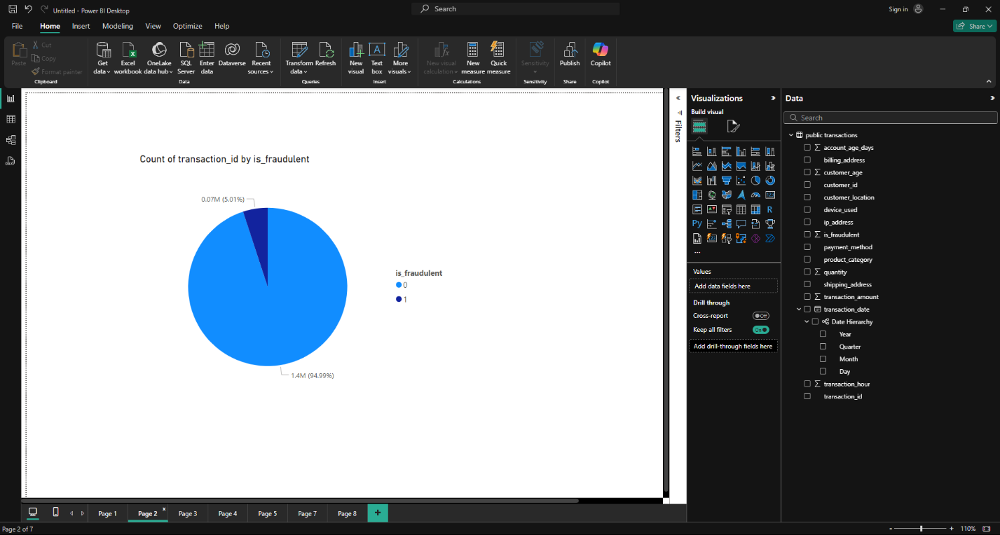 Untitled - Power BI Desktop
Search
Sign in
File Home Insert Modeling View Optimize Help
Share
Paste
Cut
Copy
Format painter
Clipboard
Get data
Excel workbook
OneLake data hub
SQL Server
Enter data
Dataverse
Recent sources
Data
Transform data
Refresh
Queries
New visual
Text box
More visuals
Insert
New visual calculation
New measure
Quick measure
Calculations
Sensitivity
Sensitivity
Publish
Share
Copilot
Copilot
Count of transaction_id by is_fraudulent
0.07M (5.01%)
is_fraudulent
0
1
1.4M (94.99%)
Filters
Visualizations
Build visual
R
Py
123
...
Values
Add data fields here
Drill through
Cross-report Off
Keep all filters On
Add drill-through fields here
Data
Search
public transactions
account_age_days
billing_address
customer_age
customer_id
customer_location
device_used
ip_address
is_fraudulent
payment_method
product_category
quantity
shipping_address
transaction_amount
transaction_date
Date Hierarchy
Year
Quarter
Month
Day
transaction_hour
transaction_id
Page 1 Page 2 Page 3 Page 4 Page 5 Page 7 Page 8
Page 2 of 7
110%